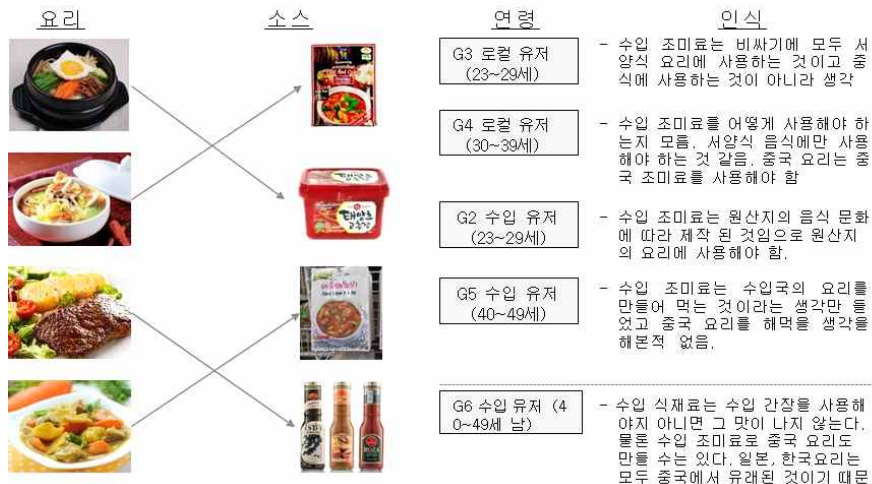 요리
소스
연령
인식
G3 로컬 유저
(23~29세)
- 수입 조미료는 비싸기에 모두 서
양식 요리에 사용하는 것이고 중
식에 사용하는 것이 아니라 생각
G4 로컬 유저
(30~39세)
- 수입 조미료를 어떻게 사용해야 하
는지 모름. 서양식 음식에만 사용
해야 하는 것 같음. 중국 요리는 중
국 조미료를 사용해야 함
태양초
고추장
G2 수입 유저
(23~29세)
- 수입 조미료는 원산지의 음식 문화
에 따라 제작 된 것임으로 원산지
의 요리에 사용해야 함.
G5 수입 유저
(40~49세)
- 수입 조미료는 수입국의 요리를
만들어 먹는 것이라는 생각만 들
었고 중국 요리를 해먹을 생각을
해본적 없음.
G6 수입 유저 (4
0~49세 남)
- 수입 식재료는 수입 간장을 사용해
야지 아니면 그 맛이 나지 않는다.
물론 수입 조미료로 중국 요리도
만들 수는 있다. 일본, 한국요리는
모두 중국에서 유래된 것이기 때문